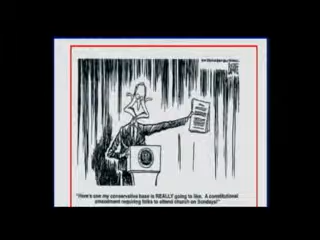 "Here's one my conservative base is REALLY going to like. A constitutional
amendment requiring folks to attend church on Sundays!"